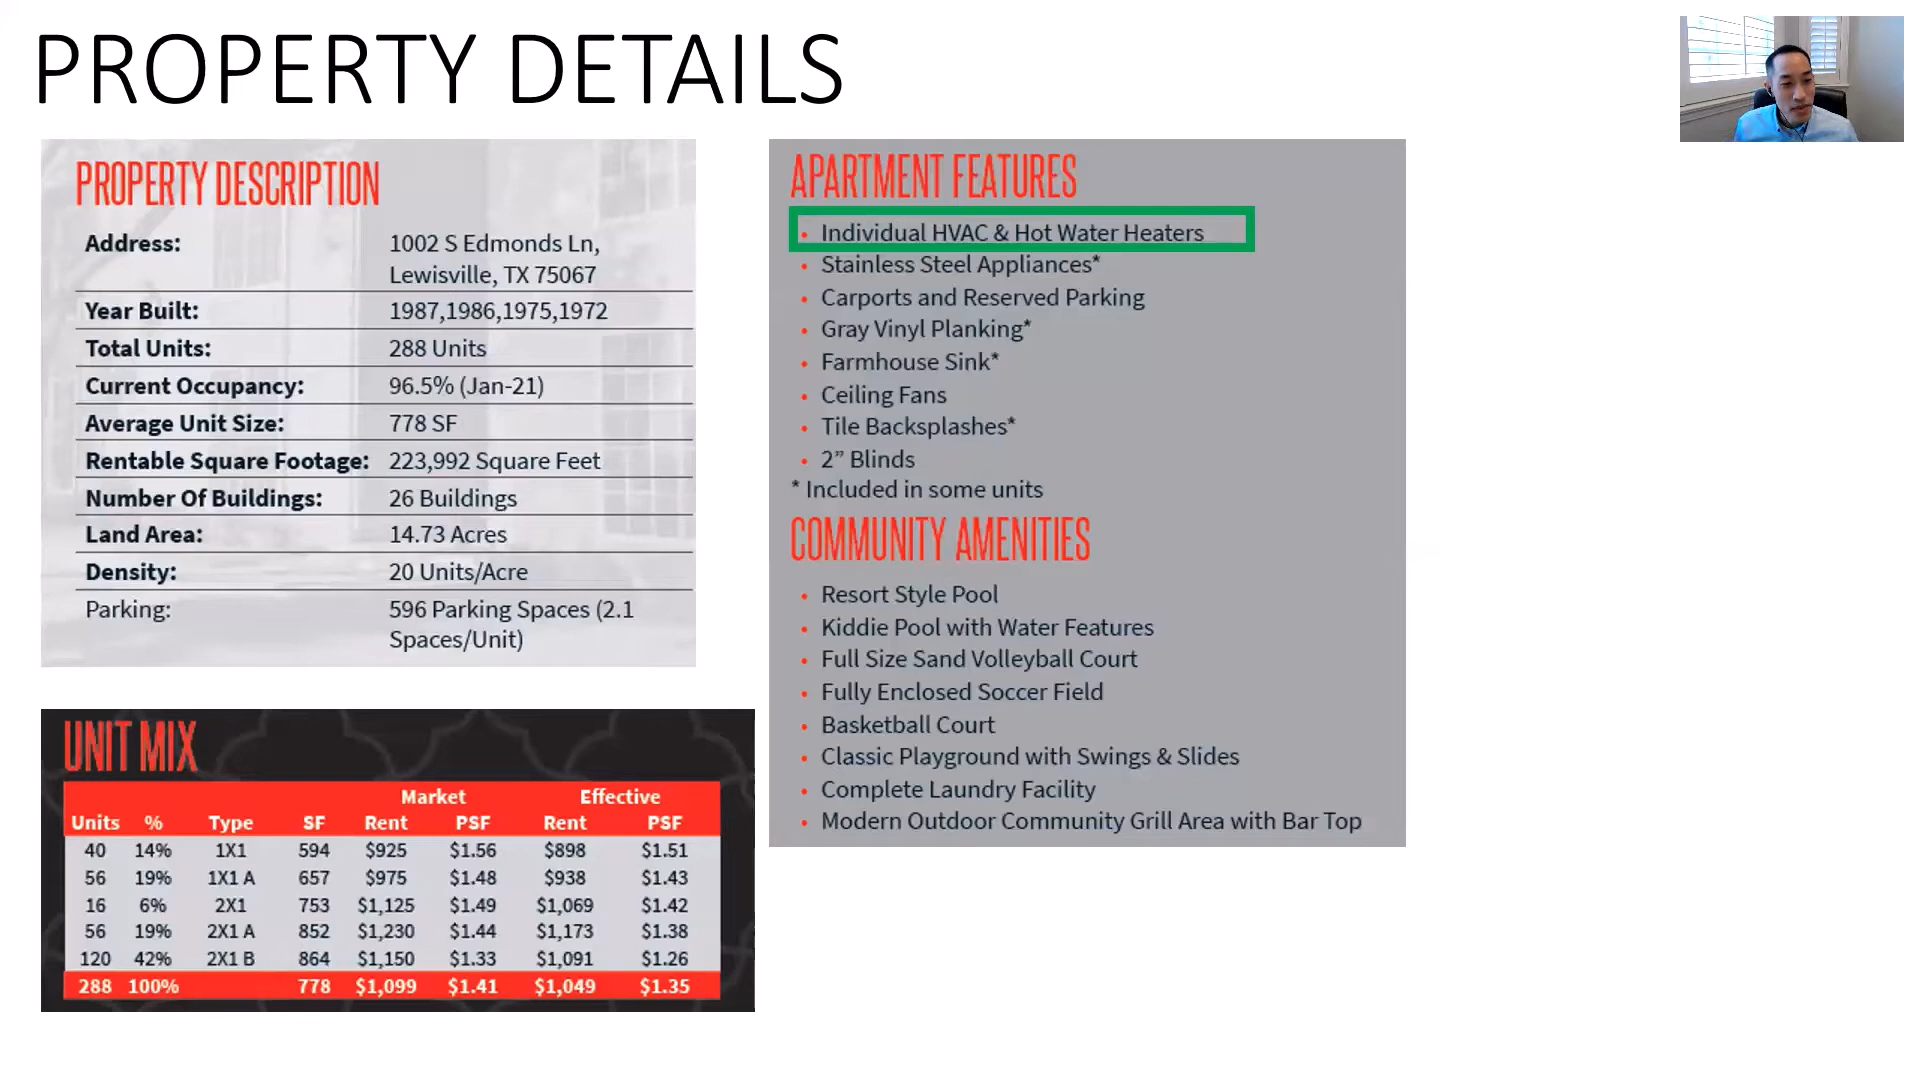 PROPERTY DETAILS
PROPERTY DESCRIPTION
Address: 1002 S Edmonds Ln,
Lewisville, TX 75067
Year Built: 1987,1986,1975,1972
Total Units: 288 Units
Current Occupancy: 96.5% (Jan-21)
Average Unit Size: 778 SF
Rentable Square Footage: 223,992 Square Feet
Number Of Buildings: 26 Buildings
Land Area: 14.73 Acres
Density: 20 Units/Acre
Parking: 596 Parking Spaces (2.1
Spaces/Unit)
UNIT MIX
Market Effective
Units % Type SF Rent PSF Rent PSF
40 14% 1X1 594 $925 $1.56 $898 $1.51
56 19% 1X1 A 657 $975 $1.48 $938 $1.43
16 6% 2X1 753 $1,125 $1.49 $1,069 $1.42
56 19% 2X1 A 852 $1,230 $1.44 $1,173 $1.38
120 42% 2X1 B 864 $1,150 $1.33 $1,091 $1.26
288 100% 778 $1,099 $1.41 $1,049 $1.35
APARTMENT FEATURES
• Individual HVAC & Hot Water Heaters
• Stainless Steel Appliances*
• Carports and Reserved Parking
• Gray Vinyl Planking*
• Farmhouse Sink*
• Ceiling Fans
• Tile Backsplashes*
• 2” Blinds
* Included in some units
COMMUNITY AMENITIES
• Resort Style Pool
• Kiddie Pool with Water Features
• Full Size Sand Volleyball Court
• Fully Enclosed Soccer Field
• Basketball Court
• Classic Playground with Swings & Slides
• Complete Laundry Facility
• Modern Outdoor Community Grill Area with Bar Top